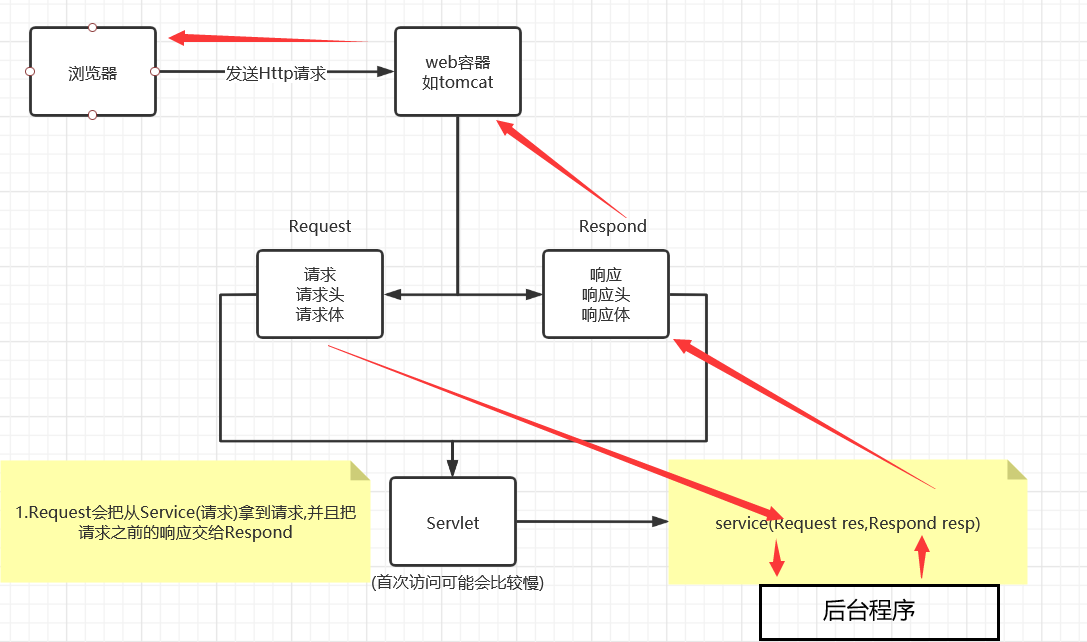 浏览器
发送Http请求
web容器
如tomcat
Request
Respond
请求
请求头
请求体
响应
响应头
响应体
1.Request会把从Service(请求)拿到请求,并且把
请求之前的响应交给Respond
Servlet
(首次访问可能会比较慢)
service(Request res,Respond resp)
后台程序